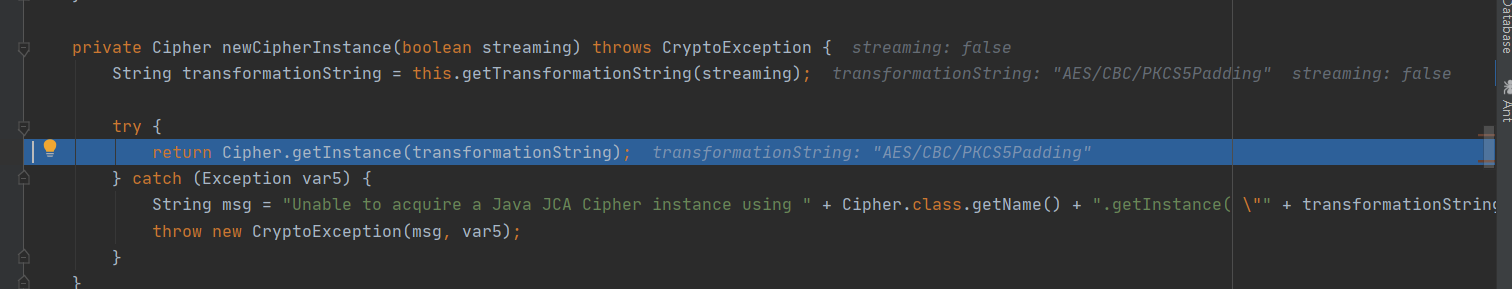 private Cipher newCipherInstance(boolean streaming) throws CryptoException {  streaming: false
String transformationString = this.getTransformationString(streaming);  transformationString: "AES/CBC/PKCS5Padding"  streaming: false
try {
return Cipher.getInstance(transformationString);  transformationString: "AES/CBC/PKCS5Padding"
} catch (Exception var5) {
String msg = "Unable to acquire a Java JCA Cipher instance using " + Cipher.class.getName() + ".getInstance( \"" + transformationString
throw new CryptoException(msg, var5);
}
}
Database
Ant